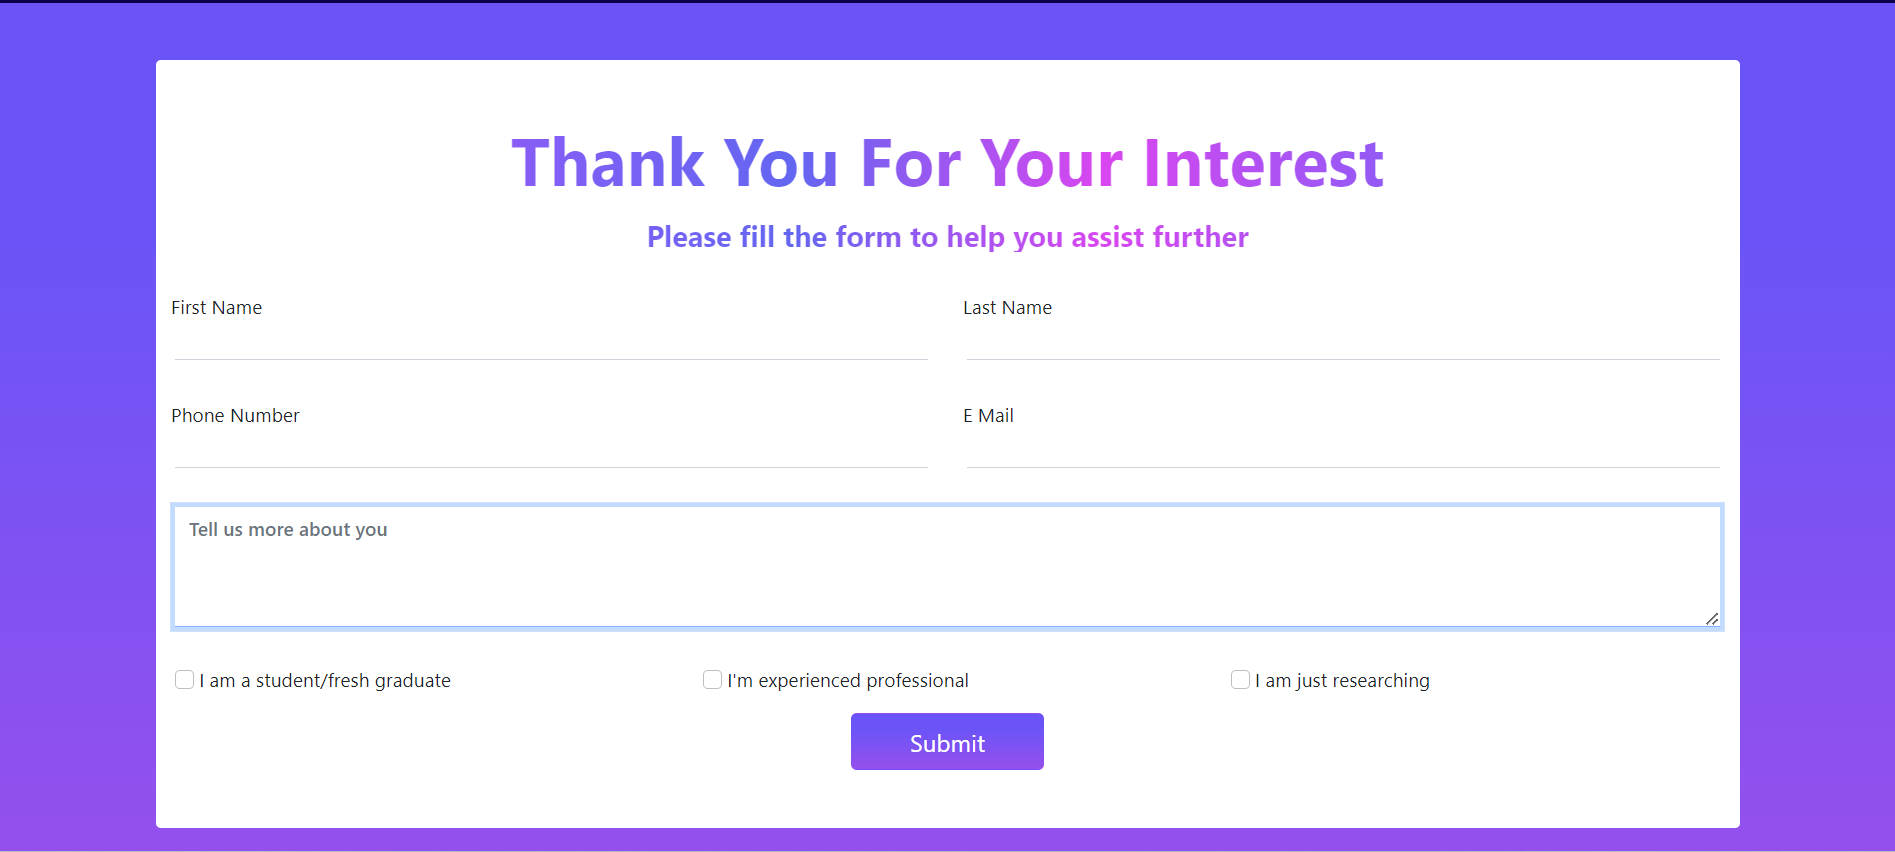 Thank You For Your Interest
Please fill the form to help you assist further
First Name
Last Name
Phone Number
E Mail
Tell us more about you
I am a student/fresh graduate
I'm experienced professional
I am just researching
Submit